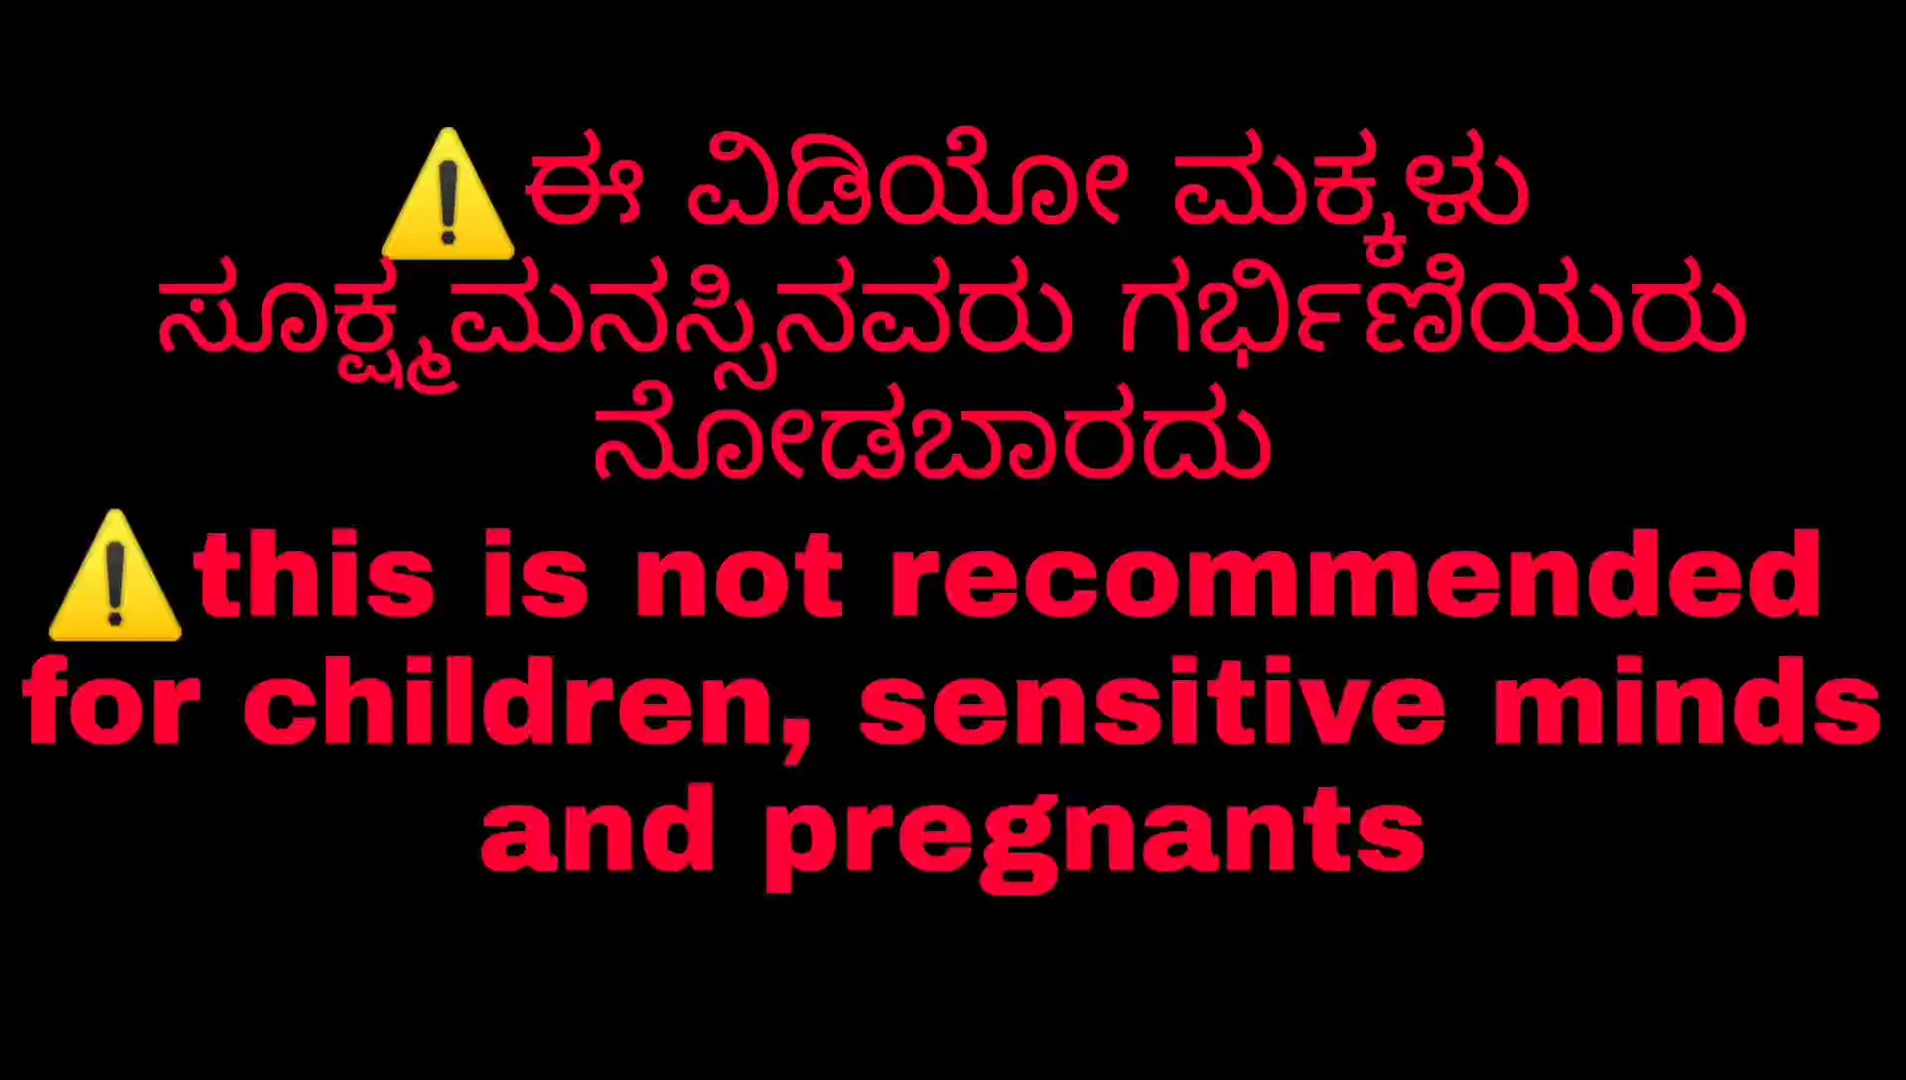 ⚠️ಈ ವಿಡಿಯೋ ಮಕ್ಕಳು
ಸೂಕ್ಷ್ಮಮನಸ್ಸಿನವರು ಗರ್ಭಿಣಿಯರು
ನೋಡಬಾರದು
⚠️this is not recommended
for children, sensitive minds
and pregnants